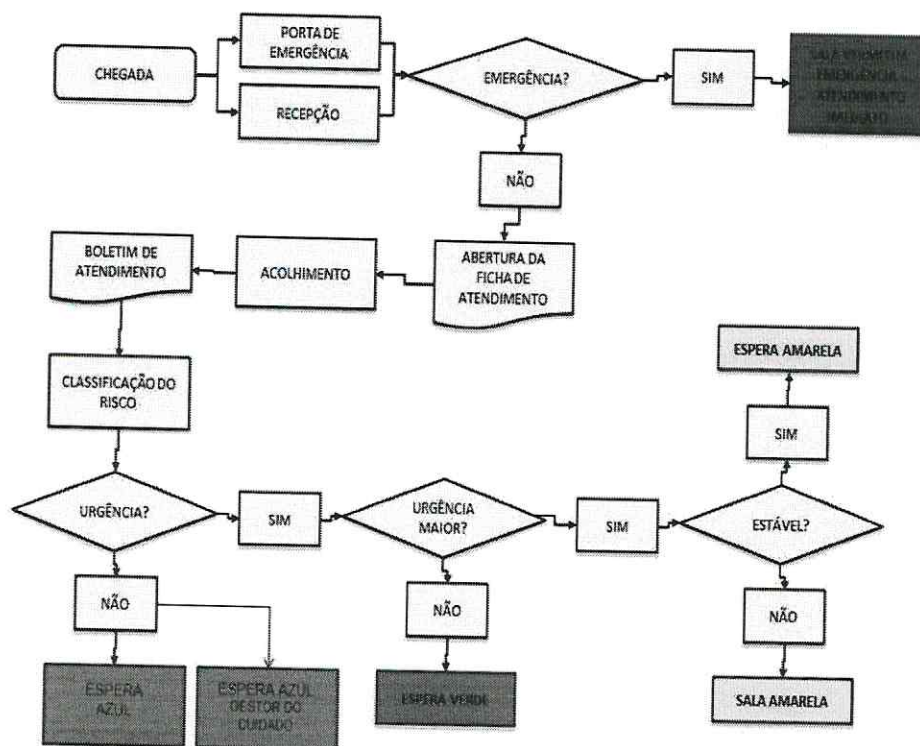 CHEGADA
PORTA DE
EMERGÊNCIA
RECEPÇÃO
EMERGÊNCIA?
SIM
EMERGÊNCIA
ATENDIMENTO
NÃO
ABERTURA DA
FICHA DE
ATENDIMENTO
ACOLHIMENTO
BOLETIM DE
ATENDIMENTO
CLASSIFICAÇÃO DO
RISCO
URGÊNCIA?
SIM
URGÊNCIA
MAIOR?
SIM
ESTÁVEL?
SIM
ESPERA AMARELA
NÃO
NÃO
NÃO
ESPERA
AZUL
ESPERA AZUL
DO
CUIDADO
ESPERA VERDE
SALA AMARELA